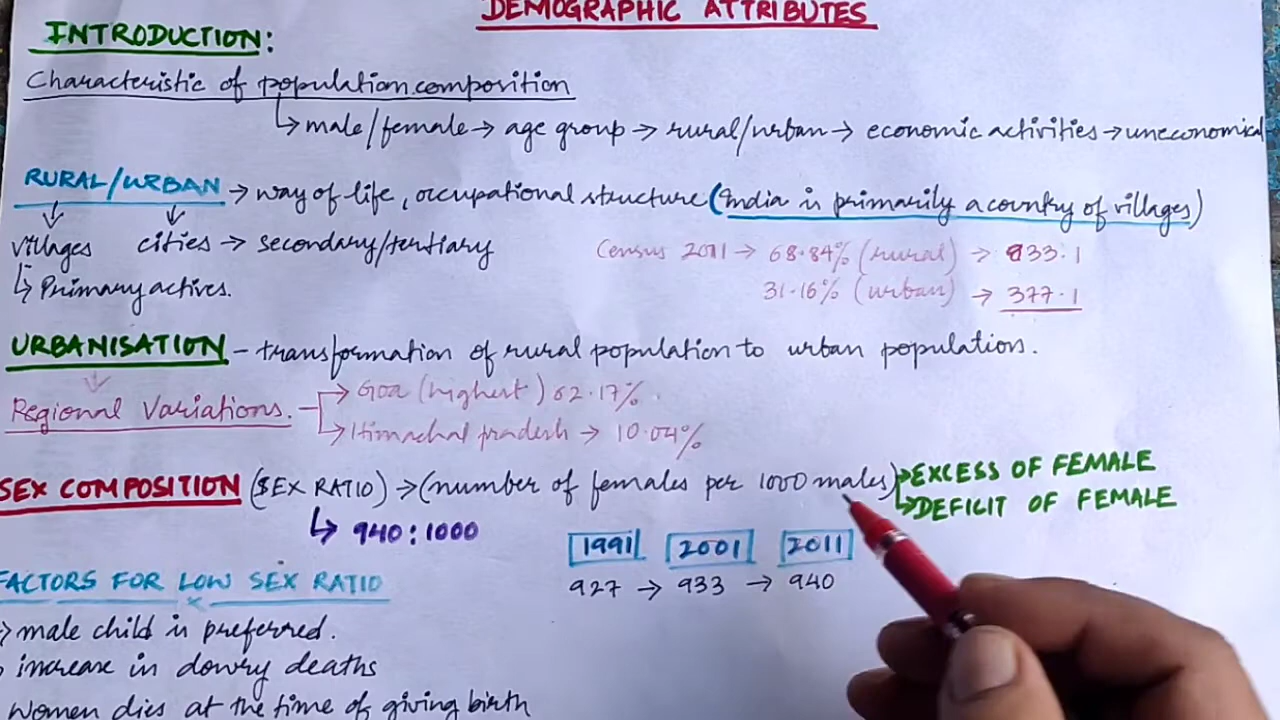 DEMOGRAPHIC ATTRIBUTES
INTRODUCTION:
Characteristic of population composition
↳ male/female → age group → rural/urban → economic activities → uneconomical
RURAL/URBAN → way of life, occupational structure (India is primarily a country of villages)
villages cities → secondary/tertiary
↳ Primary actives.
Census 2011 → 68.84% (rural) → 833.1
31.16% (urban) → 377.1
URBANISATION - transformation of rural population to urban population.
Regional Variations. → Goa (highest) 62.17%
→ Himachal pradesh → 10.04%
SEX COMPOSITION (SEX RATIO) → (number of females per 1000 males) → EXCESS OF FEMALE
↳ DEFICIT OF FEMALE
↳ 940:1000
1991 2001 2011
927 → 933 → 940
FACTORS FOR LOW SEX RATIO
→ male child is preferred.
increase in dowry deaths
women dies at the time of giving birth